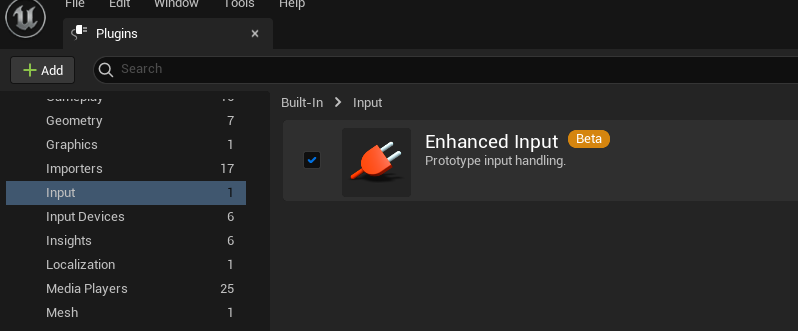 File Edit Window Tools Help
Plugins
Add
Search
Gameplay
Geometry 7
Graphics 1
Importers 17
Input 1
Input Devices 6
Insights 6
Localization 1
Media Players 25
Mesh 1
Built-In > Input
Enhanced Input Beta
Prototype input handling.